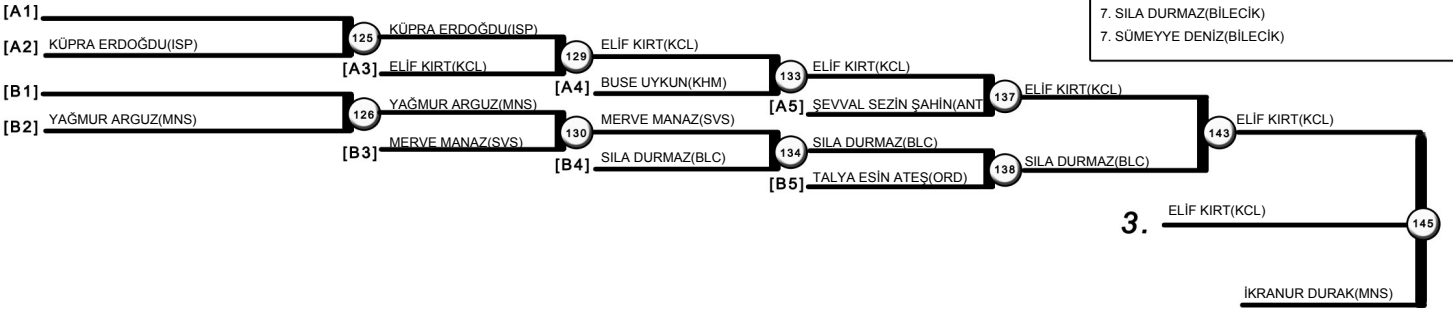 7. SILA DURMAZ(BİLECİK)
7. SÜMEYYE DENİZ(BİLECİK)
[A1]
[A2] KÜPRA ERDOĞDU(ISP)
125
KÜPRA ERDOĞDU(ISP)
[A3] ELİF KIRT(KCL)
129
ELİF KIRT(KCL)
[A4] BUSE UYKUN(KHM)
133
ELİF KIRT(KCL)
[A5] ŞEVVAL SEZİN ŞAHİN(ANT
137
ELİF KIRT(KCL)
[B1]
[B2] YAĞMUR ARGUZ(MNS)
126
YAĞMUR ARGUZ(MNS)
[B3] MERVE MANAZ(SVS)
130
MERVE MANAZ(SVS)
[B4] SILA DURMAZ(BLC)
134
SILA DURMAZ(BLC)
[B5] TALYA ESİN ATEŞ(ORD)
138
SILA DURMAZ(BLC)
143
ELİF KIRT(KCL)
3. ELİF KIRT(KCL)
145
İKRANUR DURAK(MNS)